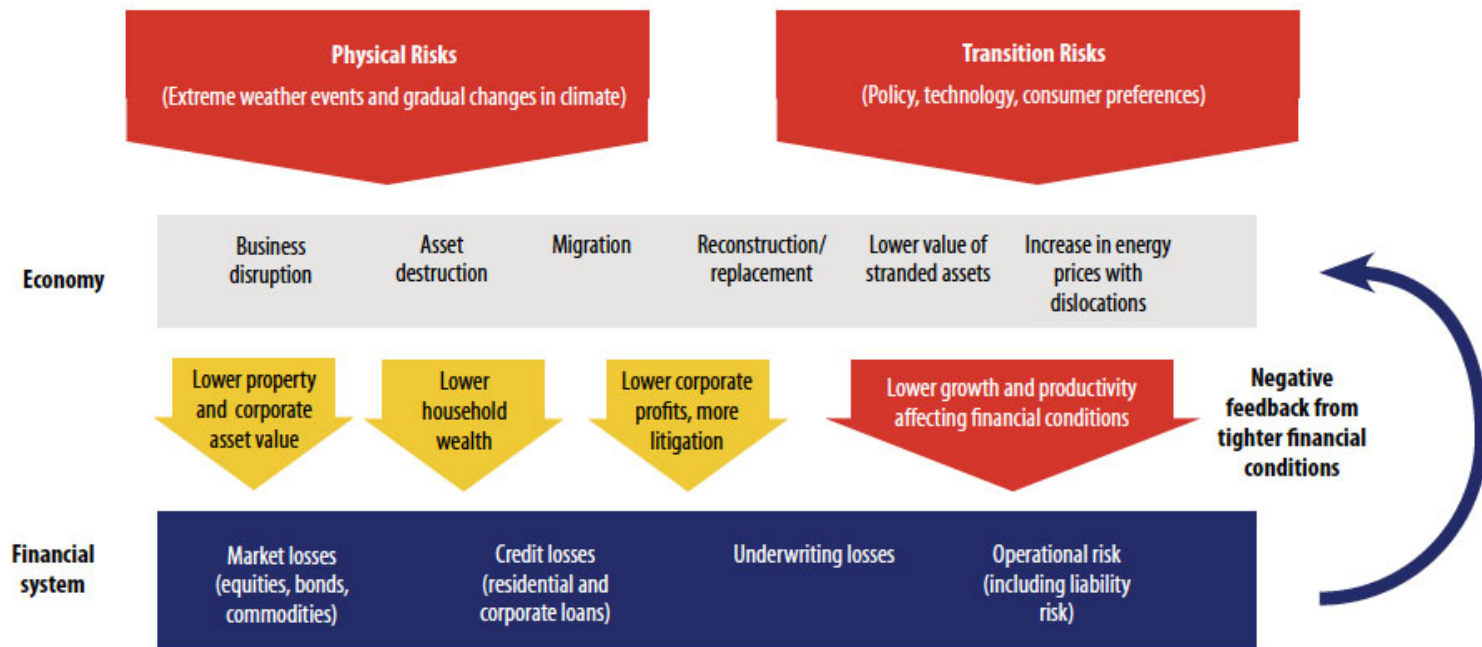 Physical Risks
(Extreme weather events and gradual changes in climate)
Transition Risks
(Policy, technology, consumer preferences)
Economy
Business
disruption
Asset
destruction
Migration
Reconstruction/
replacement
Lower value of
stranded assets
Increase in energy
prices with
dislocations
Lower property
and corporate
asset value
Lower
household
wealth
Lower corporate
profits, more
litigation
Lower growth and productivity
affecting financial conditions
Negative
feedback from
tighter financial
conditions
Financial
system
Market losses
(equities, bonds,
commodities)
Credit losses
(residential and
corporate loans)
Underwriting losses
Operational risk
(including liability
risk)